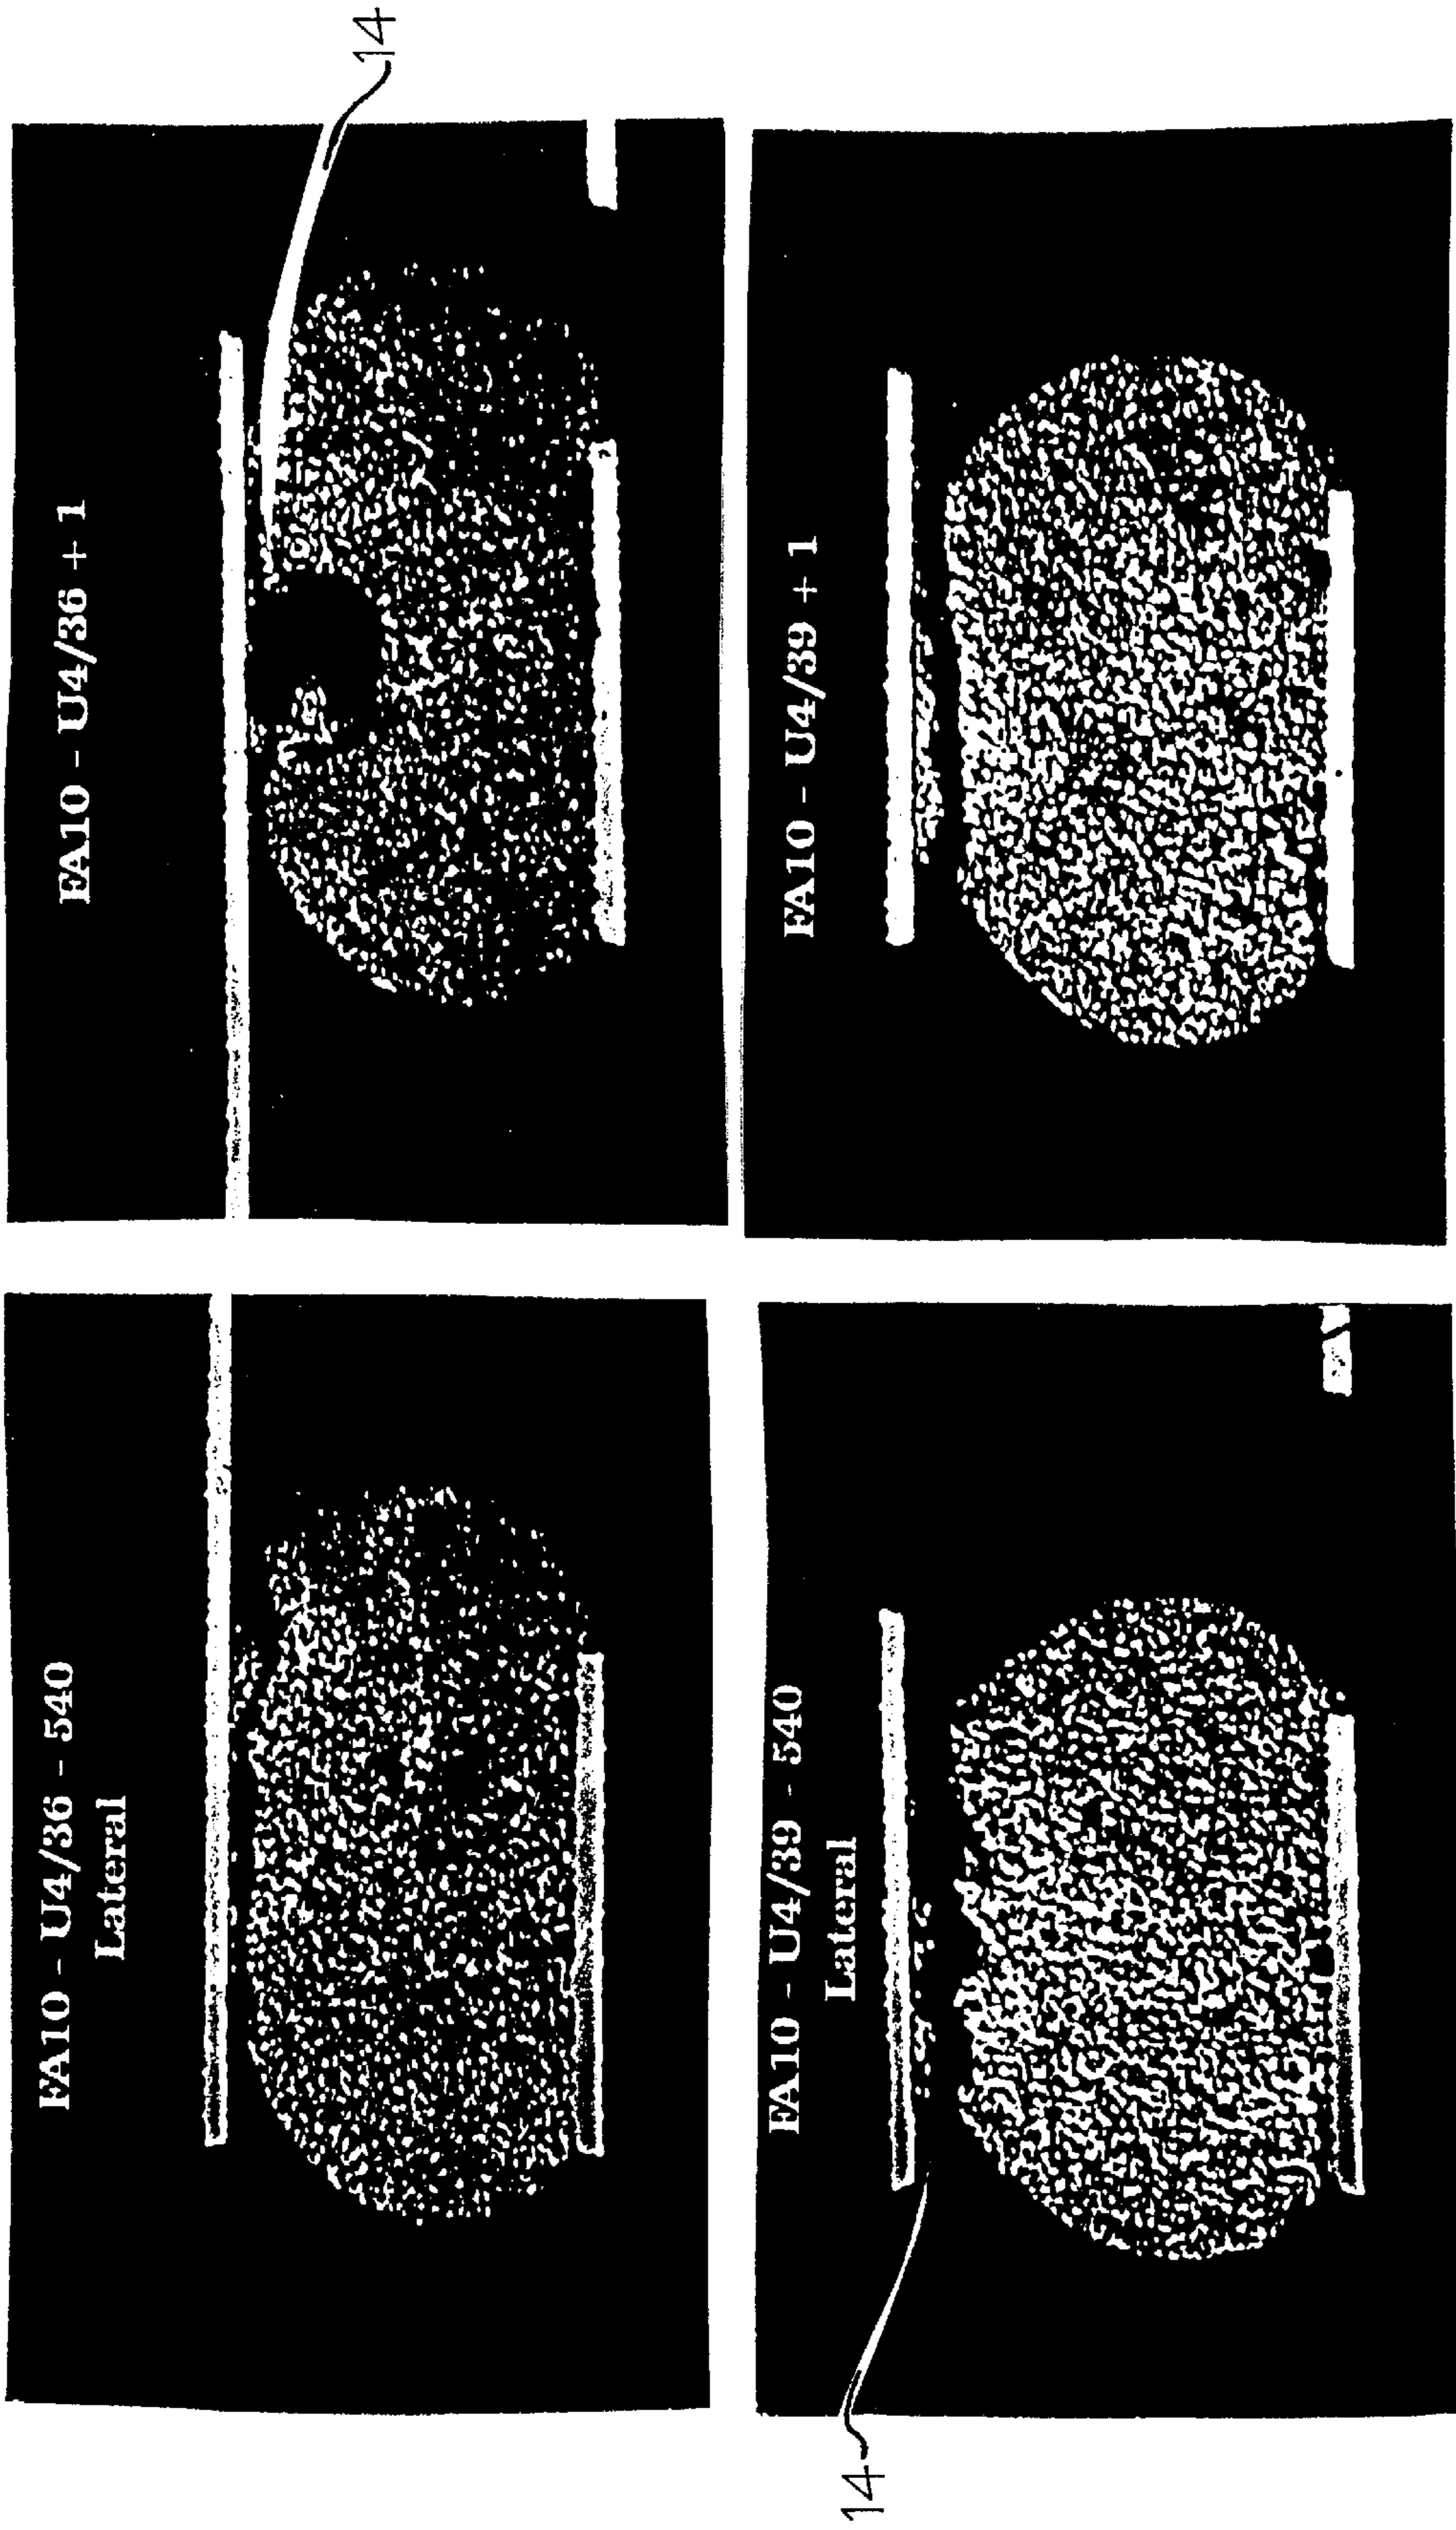 FA10 - U4/36 - 540
Lateral
FA10 - U4/36 + 1
14
FA10 - U4/39 - 540
Lateral
FA10 - U4/39 + 1
14